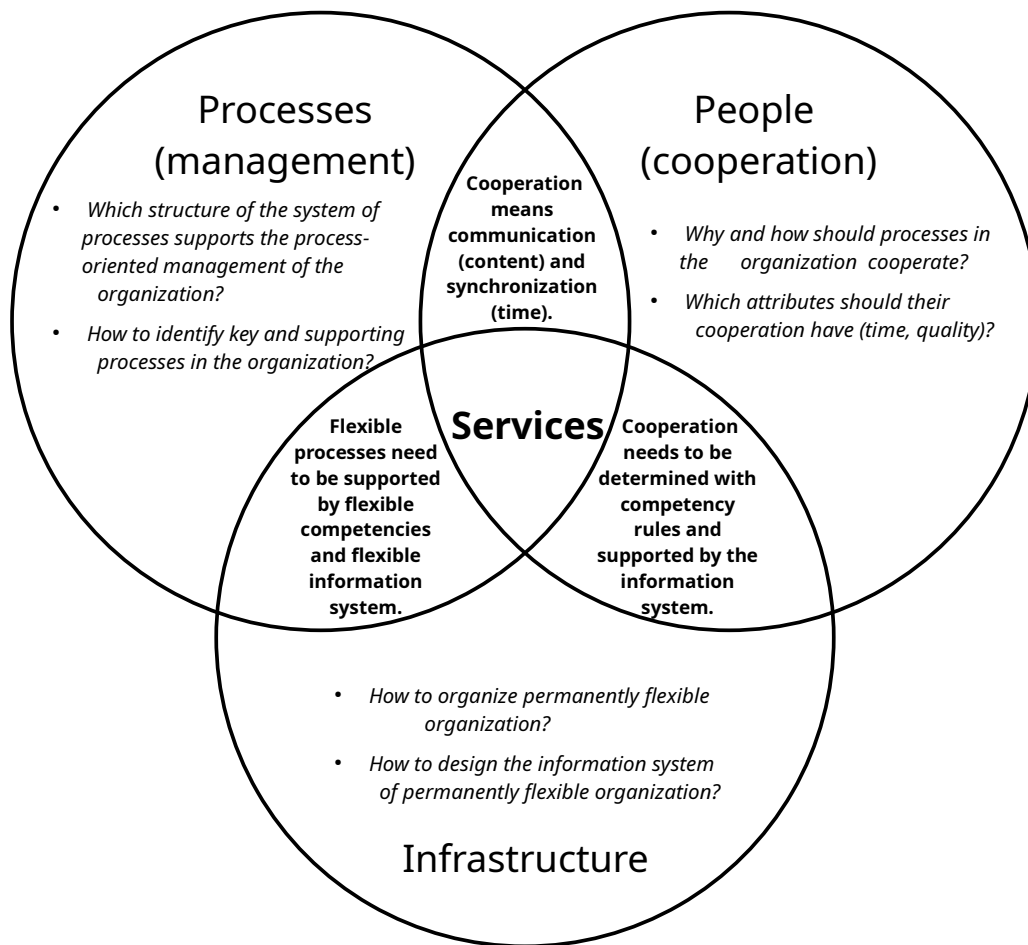 Processes
(management)
• Which structure of the system of
processes supports the process-
oriented management of the
organization?
• How to identify key and supporting
processes in the organization?
People
(cooperation)
• Why and how should processes in
the organization cooperate?
• Which attributes should their
cooperation have (time, quality)?
Cooperation
means
communication
(content) and
synchronization
(time).
Services
Flexible
processes need
to be supported
by flexible
competencies
and flexible
information
system.
Cooperation
needs to be
determined with
competency
rules and
supported by the
information
system.
• How to organize permanently flexible
organization?
• How to design the information system
of permanently flexible organization?
Infrastructure